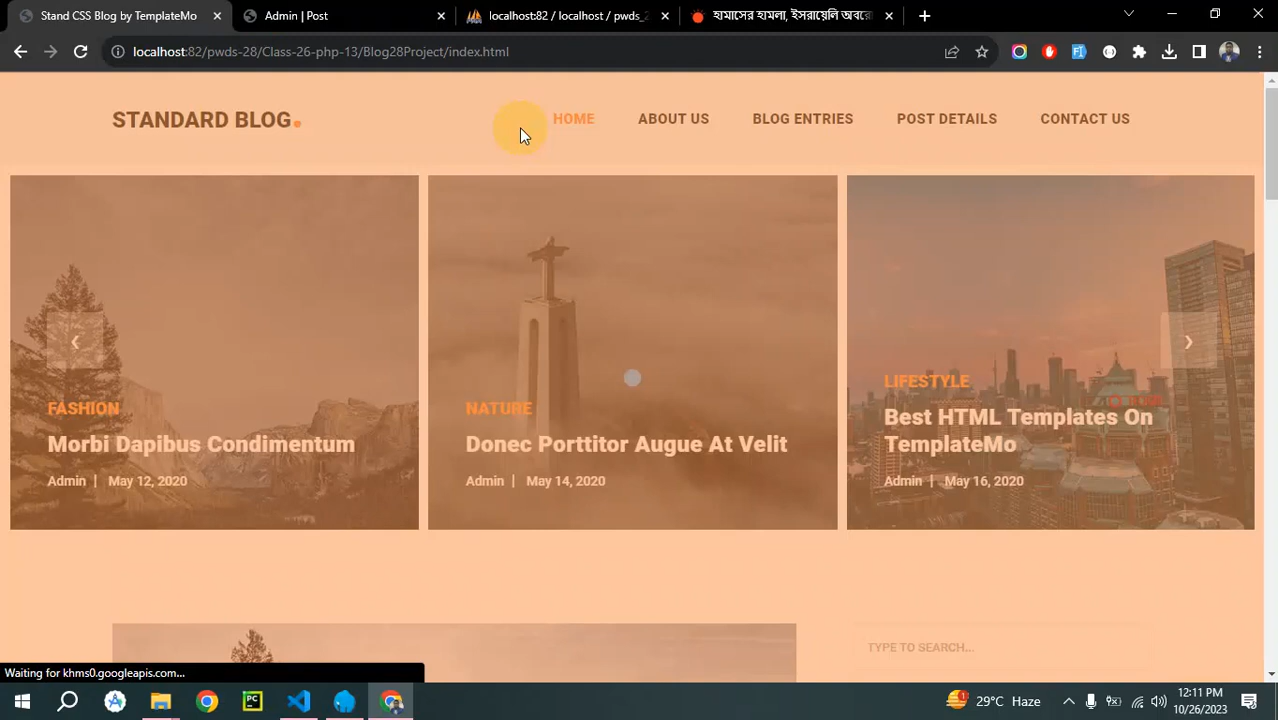 Stand CSS Blog by TemplateMo
Admin | Post
localhost:82 / localhost / pwds_2
হামাসের হামলা, ইসরায়েলি অবরো
localhost:82/pwds-28/Class-26-php-13/Blog28Project/index.html
STANDARD BLOG.
HOME
ABOUT US
BLOG ENTRIES
POST DETAILS
CONTACT US
FASHION
Morbi Dapibus Condimentum
Admin | May 12, 2020
NATURE
Donec Porttitor Augue At Velit
Admin | May 14, 2020
LIFESTYLE
Best HTML Templates On
TemplateMo
Admin | May 16, 2020
TYPE TO SEARCH...
Waiting for khms0.googleapis.com...
29°C Haze
12:11 PM
10/26/2023